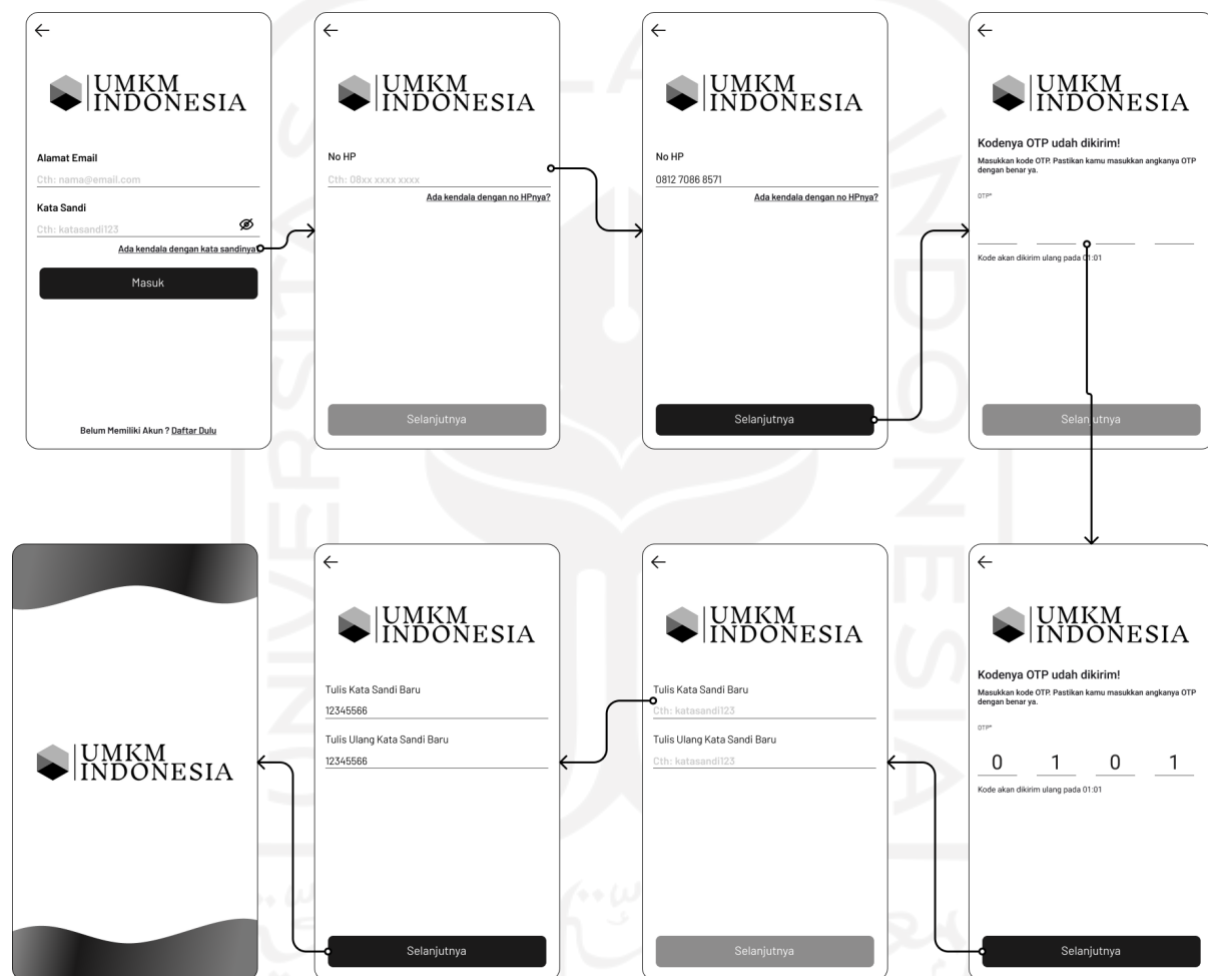 UMKM
INDONESIA
Alamat Email
Cth: nama@email.com
Kata Sandi
Cth: katasandi123
Ada kendala dengan kata sandinya?
Masuk
Belum Memiliki Akun ? Daftar Dulu
UMKM
INDONESIA
No HP
Cth: 08xx xxxx xxxx
Ada kendala dengan no HPnya?
Selanjutnya
UMKM
INDONESIA
No HP
0812 7086 8571
Ada kendala dengan no HPnya?
Selanjutnya
UMKM
INDONESIA
Kodenya OTP udah dikirim!
Masukkan kode OTP. Pastikan kamu masukkan angkanya OTP
dengan benar ya.
OTP*
Kode akan dikirim ulang pada 01:01
Selanjutnya
UMKM
INDONESIA
UMKM
INDONESIA
Tulis Kata Sandi Baru
12345566
Tulis Ulang Kata Sandi Baru
12345566
Selanjutnya
UMKM
INDONESIA
Tulis Kata Sandi Baru
Cth: katasandi123
Tulis Ulang Kata Sandi Baru
Cth: katasandi123
Selanjutnya
UMKM
INDONESIA
Kodenya OTP udah dikirim!
Masukkan kode OTP. Pastikan kamu masukkan angkanya OTP
dengan benar ya.
OTP*
0 1 0 1
Kode akan dikirim ulang pada 01:01
Selanjutnya
UNIVERSITAS
ISLAM
INDONESIA